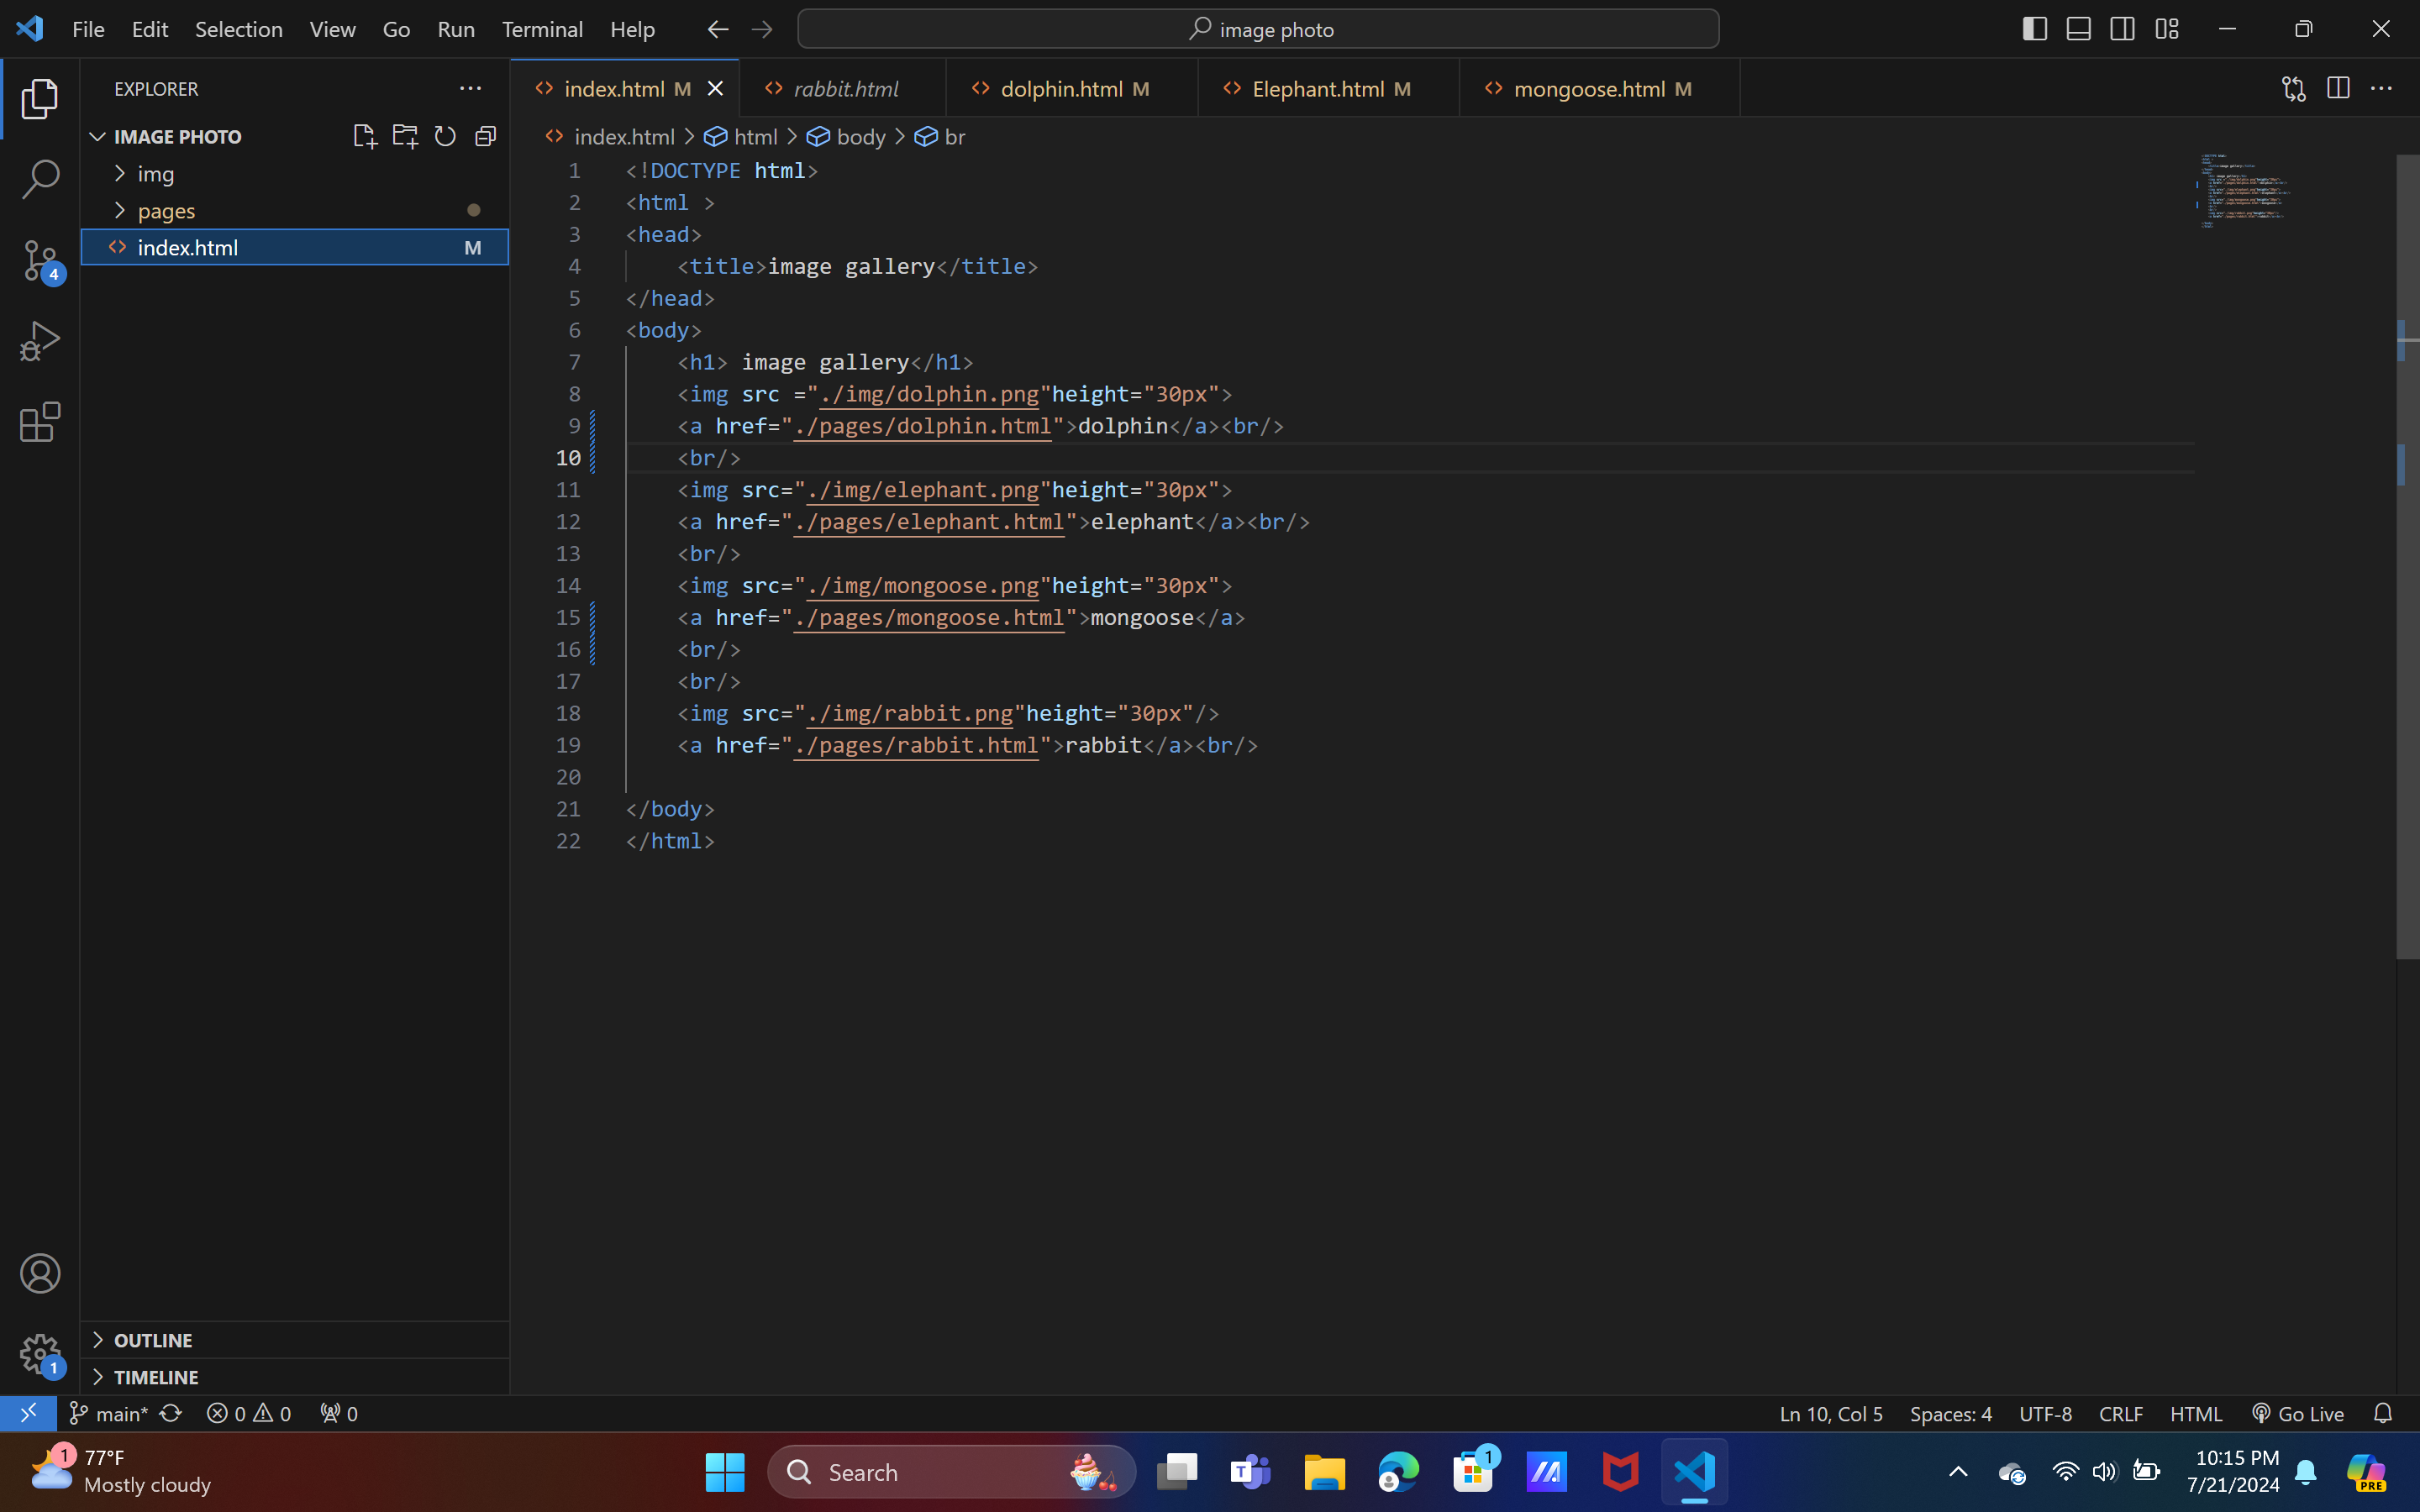 File Edit Selection View Go Run Terminal Help image photo
EXPLORER
IMAGE PHOTO
img
pages
index.html M
index.html M rabbit.html dolphin.html M Elephant.html M mongoose.html M
index.html > html > body > br
1 <!DOCTYPE html>
2 <html >
3 <head>
4 <title>image gallery</title>
5 </head>
6 <body>
7 <h1> image gallery</h1>
8 <img src ="./img/dolphin.png"height="30px">
9 <a href="./pages/dolphin.html">dolphin</a><br/>
10 <br/>
11 <img src="./img/elephant.png"height="30px">
12 <a href="./pages/elephant.html">elephant</a><br/>
13 <br/>
14 <img src="./img/mongoose.png"height="30px">
15 <a href="./pages/mongoose.html">mongoose</a>
16 <br/>
17 <br/>
18 <img src="./img/rabbit.png"height="30px"/>
19 <a href="./pages/rabbit.html">rabbit</a><br/>
20
21 </body>
22 </html>
4
1
OUTLINE
TIMELINE
main* 0 0 0 Ln 10, Col 5 Spaces: 4 UTF-8 CRLF HTML Go Live
1 77°F
Mostly cloudy
Search
T
1
10:15 PM
7/21/2024
PRE